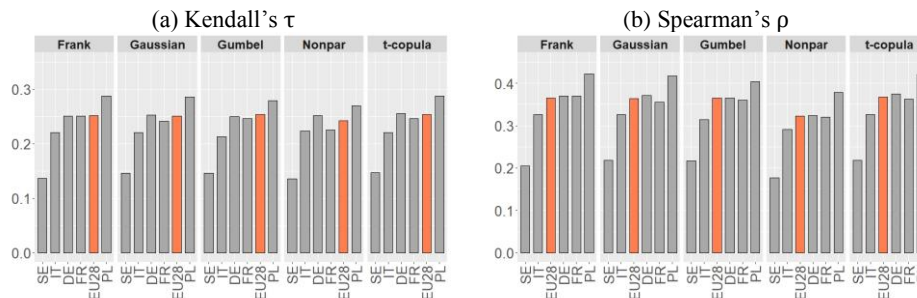 (a) Kendall's τ (b) Spearman's ρ
Frank Gaussian Gumbel Nonpar t-copula Frank Gaussian Gumbel Nonpar t-copula
0.3
0.2
0.1
0.0
0.4
0.3
0.2
0.1
0.0
SE IT DE FR EU28 PL SE IT DE FR EU28 PL SE IT DE FR EU28 PL SE IT DE FR EU28 PL SE IT DE FR EU28 PL
SE IT EU28 DE FR PL SE IT EU28 DE FR PL SE IT EU28 DE FR PL SE IT EU28 DE FR PL SE IT EU28 DE FR